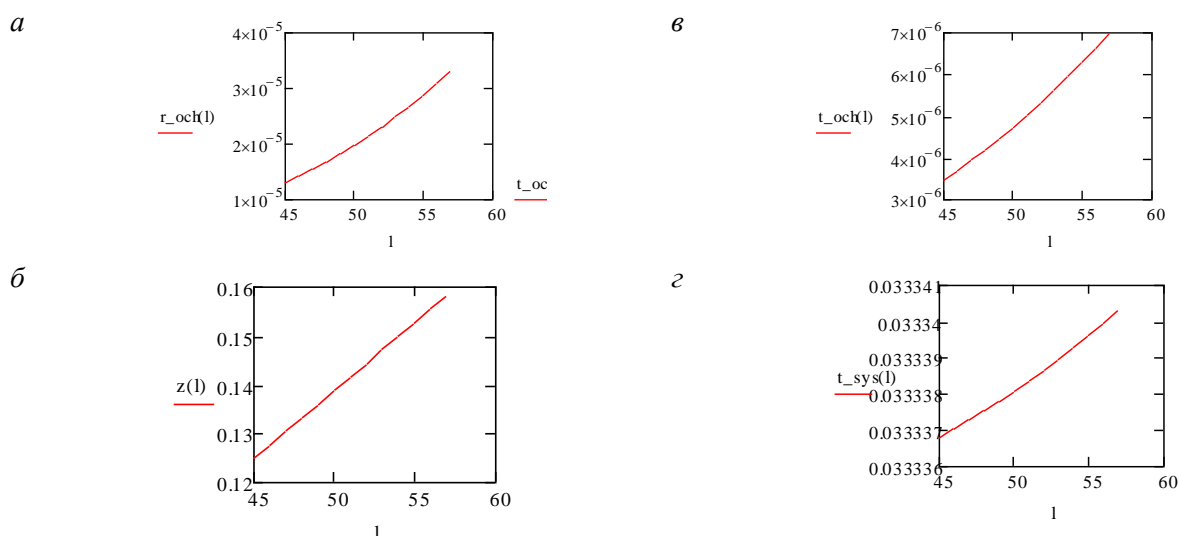 а
4×10⁻⁵
3×10⁻⁵
2×10⁻⁵
1×10⁻⁵
r_och(l)
45 50 55 60
l
t_oc
в
7×10⁻⁶
6×10⁻⁶
5×10⁻⁶
4×10⁻⁶
3×10⁻⁶
t_och(l)
45 50 55 60
l
б
0.16
0.15
0.14
0.13
0.12
z(l)
45 50 55 60
l
г
0.033341
0.03334
0.033339
0.033338
0.033337
0.033336
t_sys(l)
45 50 55 60
l